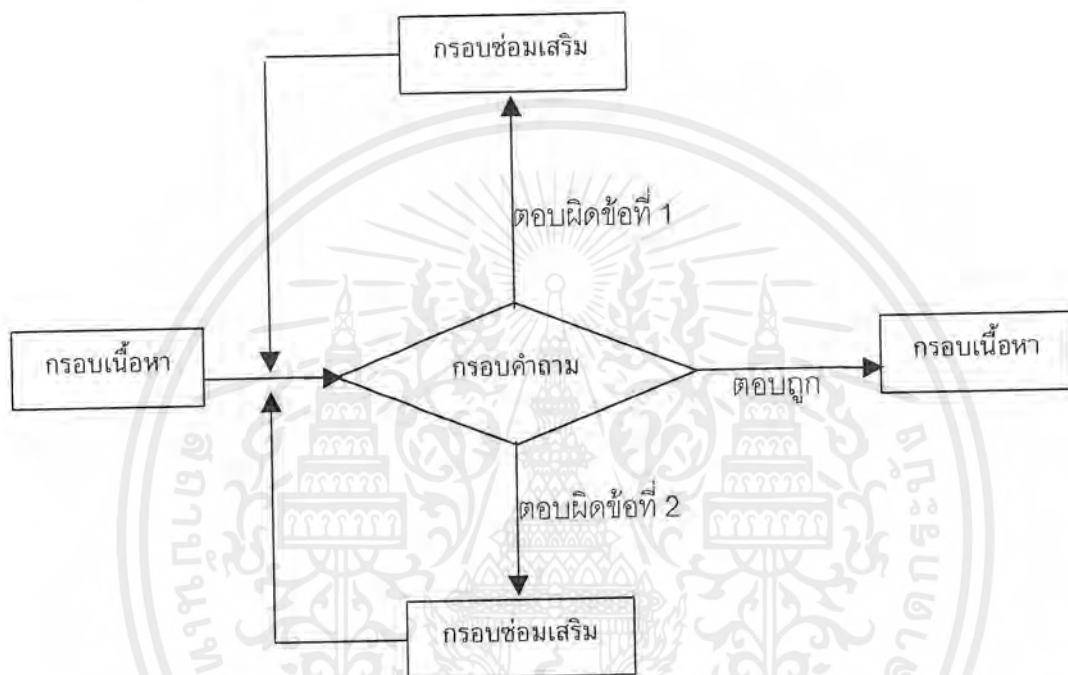 กรอบซ่อมเสริม
ตอบผิดข้อที่ 1
กรอบเนื้อหา
กรอบคำถาม
ตอบถูก
กรอบเนื้อหา
ตอบผิดข้อที่ 2
กรอบซ่อมเสริม